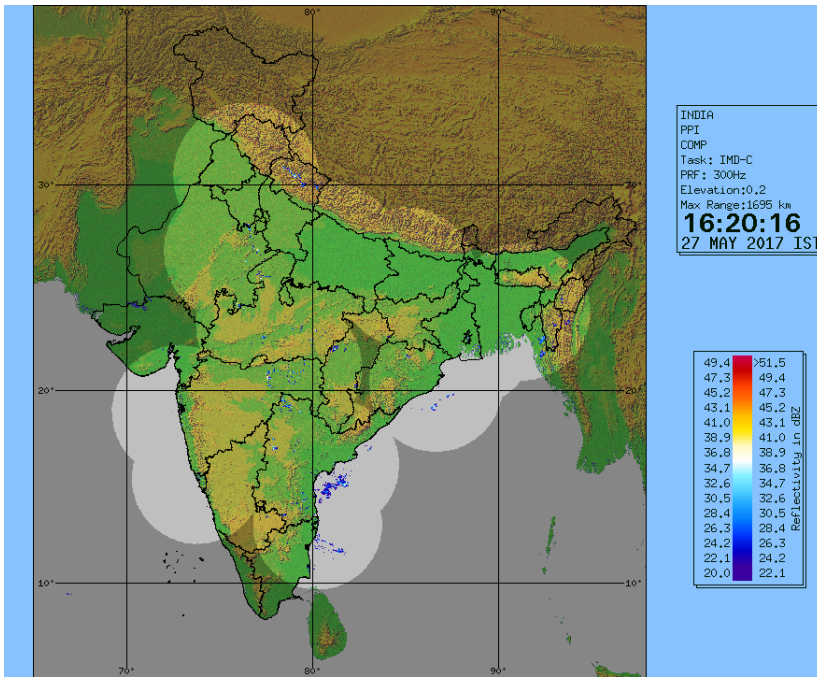 70° 80° 90°
INDIA
PPI
COMP
Task: IMD-C
PRF: 300Hz
Elevation:0.2
Max Range:1695 km
16:20:16
27 MAY 2017 IST
30° 30°
20° 20°
10° 10°
70° 80° 90°
49.4 >51.5
47.3 49.4
45.2 47.3
43.1 45.2
41.0 43.1
38.9 41.0
36.8 38.9
34.7 36.8
32.6 34.7
30.5 32.6
28.4 30.5
26.3 28.4
24.2 26.3
22.1 24.2
20.0 22.1
Reflectivity in dBZ